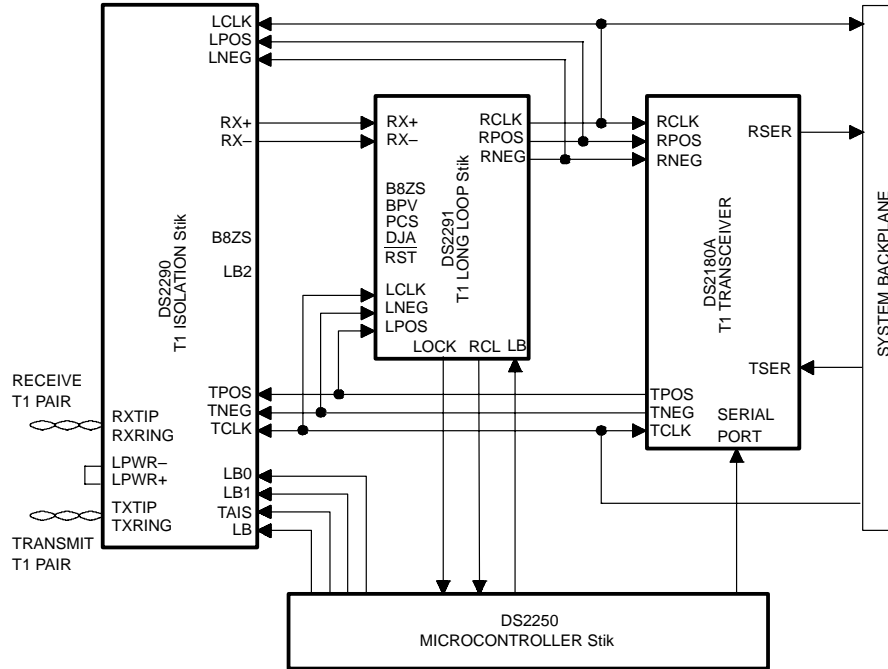 LCLK
LPOS
LNEG
RX+
RX–
B8ZS
LB2
DS2290
T1 ISOLATION Stik
RECEIVE
T1 PAIR
RXTIP
RXRING
LPWR–
LPWR+
TXTIP
TXRING
TRANSMIT
T1 PAIR
TPOS
TNEG
TCLK
LB0
LB1
TAIS
LB
RX+
RX–
B8ZS
BPV
PCS
DJA
RST
LCLK
LNEG
LPOS
DS2291
T1 LONG LOOP Stik
RCLK
RPOS
RNEG
LOCK RCL LB
RCLK
RPOS
RNEG
RSER
DS2180A
T1 TRANSCEIVER
TSER
TPOS
TNEG
TCLK
SERIAL
PORT
SYSTEM BACKPLANE
DS2250
MICROCONTROLLER Stik